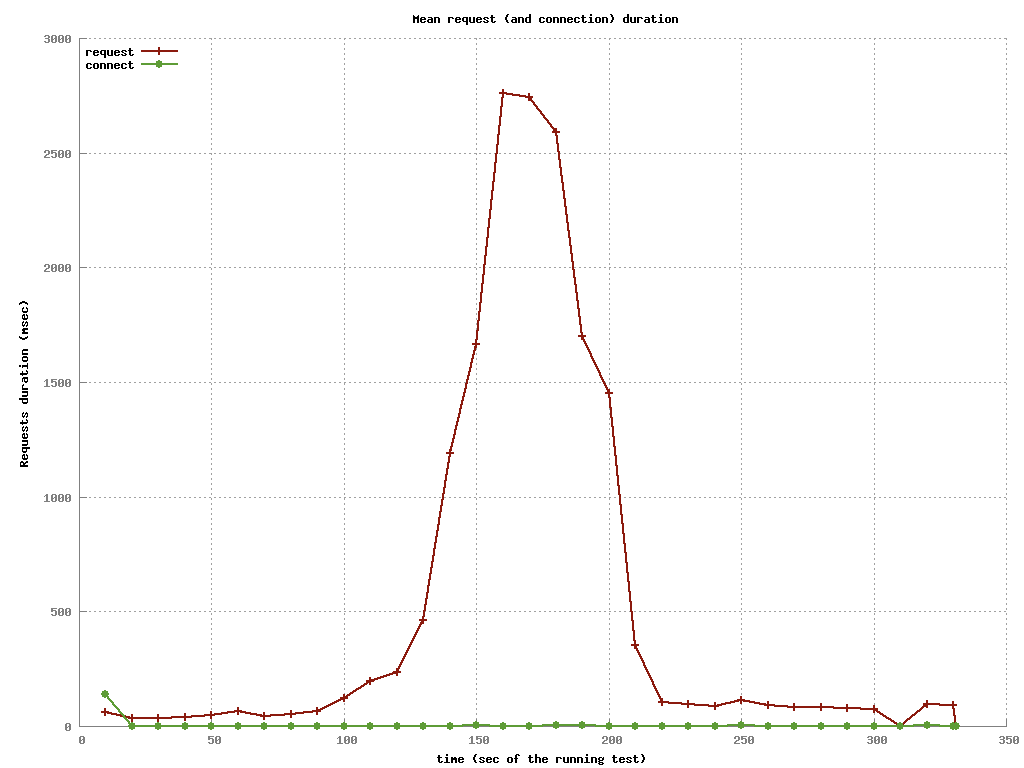 Mean request (and connection) duration
request
connect
3000
2500
2000
1500
1000
500
0
Requests duration (msec)
0 50 100 150 200 250 300 350
time (sec of the running test)